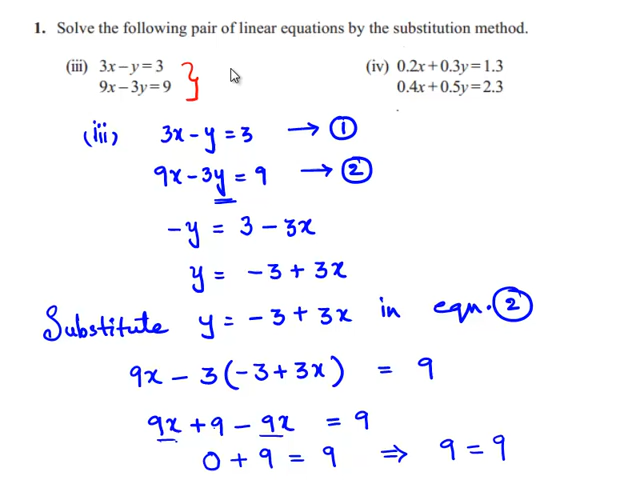 1. Solve the following pair of linear equations by the substitution method.
(iii) 3x – y = 3 (iv) 0.2x + 0.3y = 1.3
9x – 3y = 9 0.4x + 0.5y = 2.3
(iii) 3x - y = 3 → ①
9x - 3y = 9 → ②
-y = 3 - 3x
y = -3 + 3x
Substitute y = -3 + 3x in eqn. ②
9x - 3(-3 + 3x) = 9
9x + 9 - 9x = 9
0 + 9 = 9 ⇒ 9 = 9